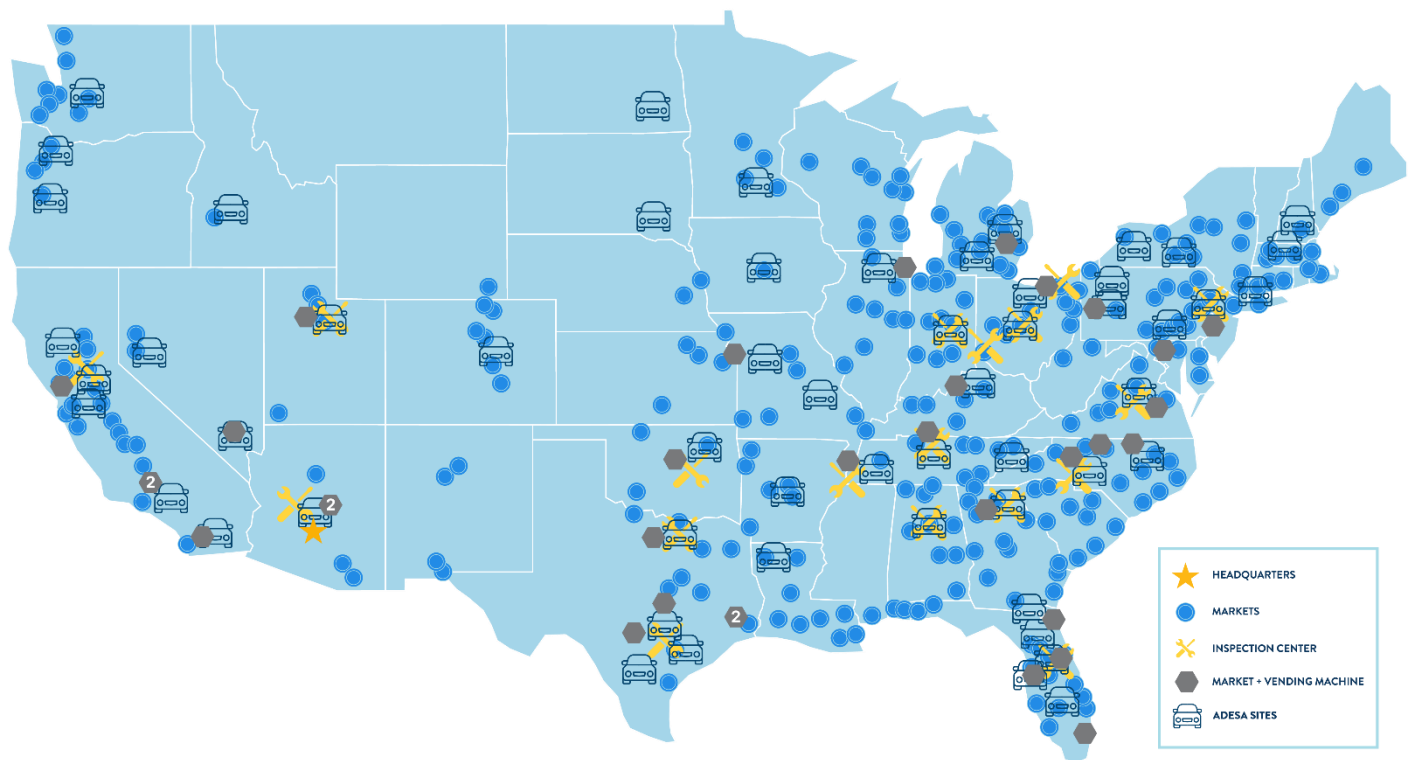 2
2
2
HEADQUARTERS
MARKETS
INSPECTION CENTER
MARKET + VENDING MACHINE
ADESA SITES